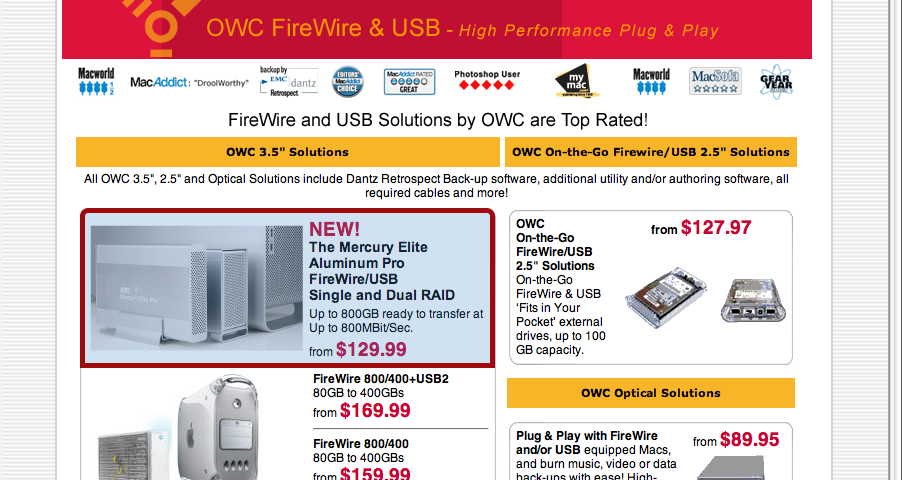 OWC FireWire & USB - High Performance Plug & Play
Macworld
MacAddict: "DroolWorthy"
backup by
EMC² dantz
Retrospect
EDITORS' CHOICE
MacAddict
MacAddict RATED
GREAT
Photoshop User
my mac .com
Macworld
MacSofa
GEAR YEAR
FireWire and USB Solutions by OWC are Top Rated!
OWC 3.5" Solutions
OWC On-the-Go Firewire/USB 2.5" Solutions
All OWC 3.5", 2.5" and Optical Solutions include Dantz Retrospect Back-up software, additional utility and/or authoring software, all
required cables and more!
NEW!
The Mercury Elite
Aluminum Pro
FireWire/USB
Single and Dual RAID
Up to 800GB ready to transfer at
Up to 800MBit/Sec.
from $129.99
FireWire 800/400+USB2
80GB to 400GBs
from $169.99
FireWire 800/400
80GB to 400GBs
from $159.99
OWC
On-the-Go
FireWire/USB
2.5" Solutions
On-the-Go
FireWire & USB
'Fits in Your
Pocket' external
drives, up to 100
GB capacity.
from $127.97
OWC Optical Solutions
Plug & Play with FireWire
and/or USB equipped Macs,
and burn music, video or data
back-ups with ease! High-
from $89.95